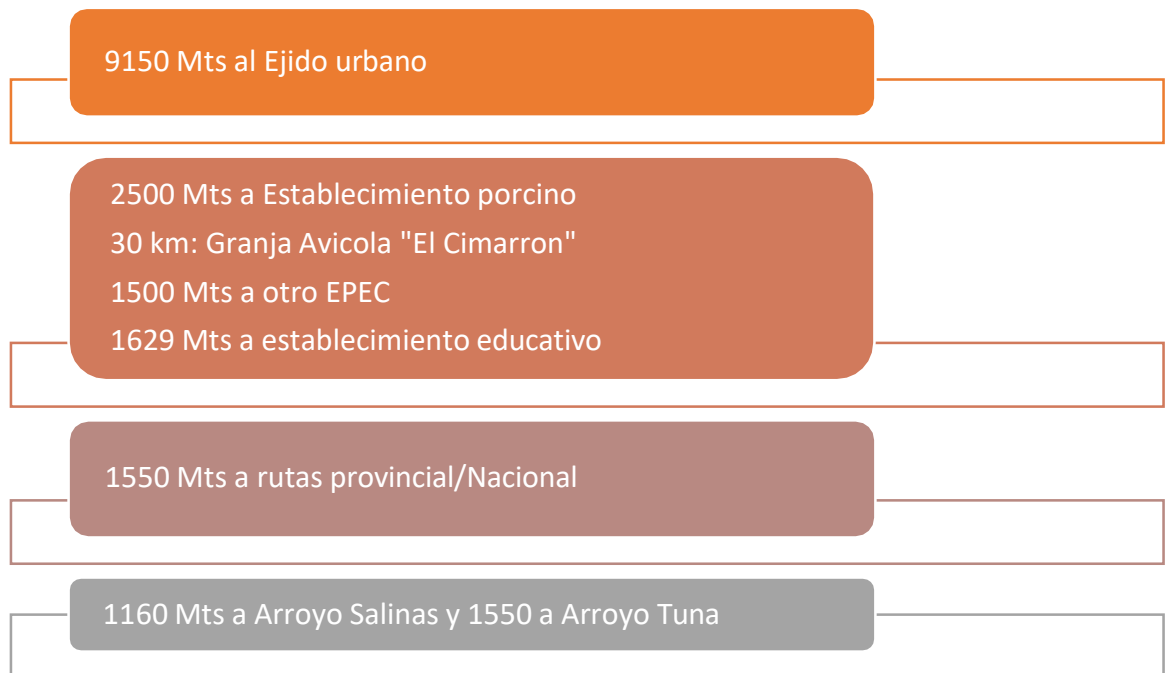 9150 Mts al Ejido urbano
2500 Mts a Establecimiento porcino
30 km: Granja Avicola "El Cimarron"
1500 Mts a otro EPEC
1629 Mts a establecimiento educativo
1550 Mts a rutas provincial/Nacional
1160 Mts a Arroyo Salinas y 1550 a Arroyo Tuna